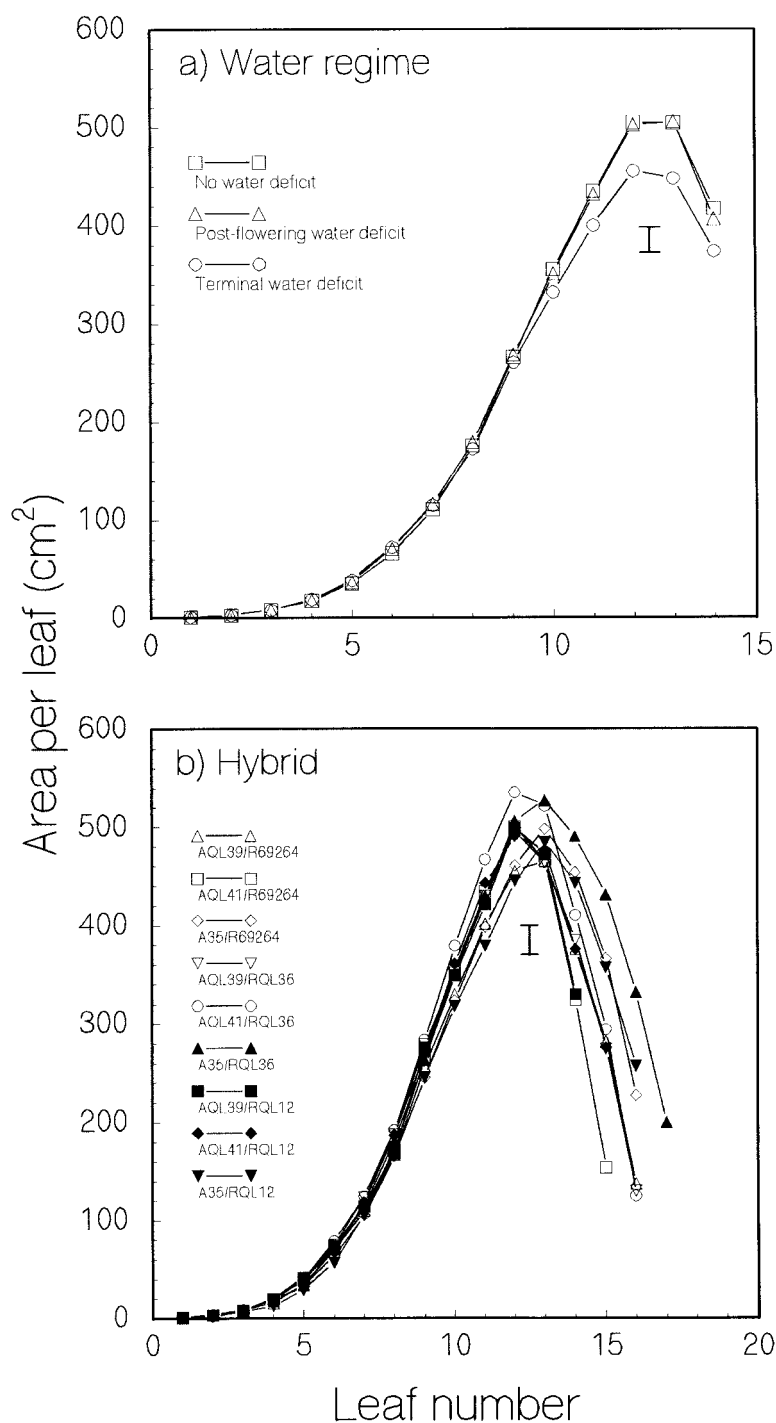 600
a) Water regime
500
No water deficit
Post-flowering water deficit
400
Terminal water deficit
300
200
100
0
0 5 10 15
Area per leaf (cm²)
600
b) Hybrid
500
AQL39/R69264
AQL41/R69264
400
A35/R69264
AQL39/RQL36
300
AQL41/RQL36
A35/RQL36
200
AQL39/RQL12
AQL41/RQL12
A35/RQL12
100
0
0 5 10 15 20
Leaf number